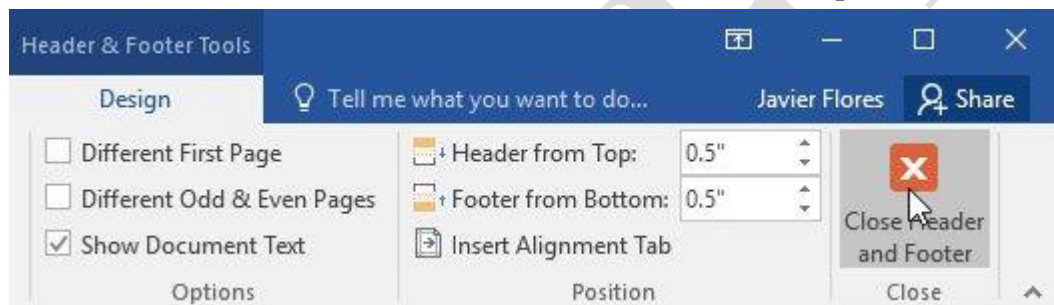 Header & Footer Tools
Design Tell me what you want to do... Javier Flores Share
Different First Page Header from Top: 0.5"
Different Odd & Even Pages Footer from Bottom: 0.5"
Show Document Text Insert Alignment Tab
Close Header
and Footer
Options Position Close